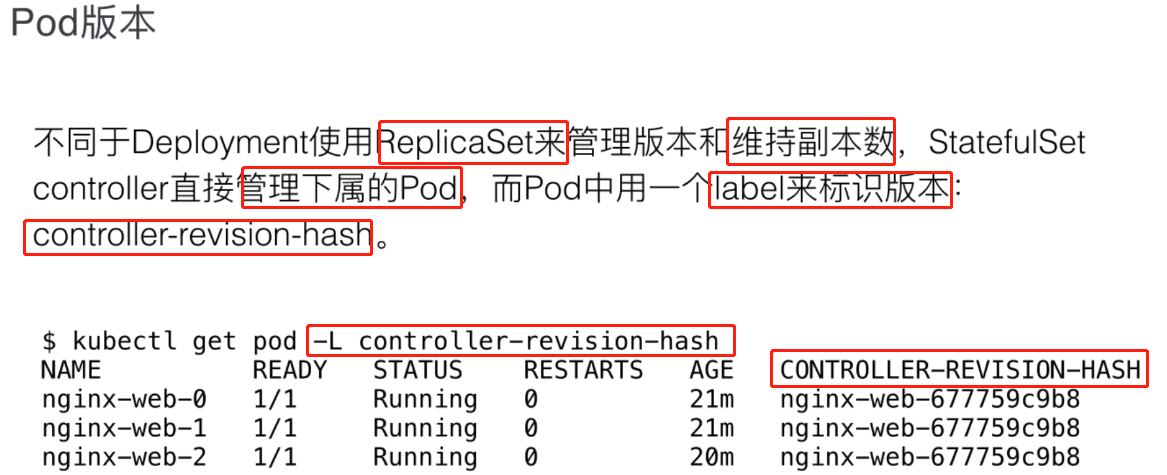 Pod版本
不同于Deployment使用ReplicaSet来管理版本和维持副本数，StatefulSet
controller直接管理下属的Pod，而Pod中用一个label来标识版本：
controller-revision-hash。
$ kubectl get pod -L controller-revision-hash
NAME READY STATUS RESTARTS AGE CONTROLLER-REVISION-HASH
nginx-web-0 1/1 Running 0 21m nginx-web-677759c9b8
nginx-web-1 1/1 Running 0 21m nginx-web-677759c9b8
nginx-web-2 1/1 Running 0 20m nginx-web-677759c9b8